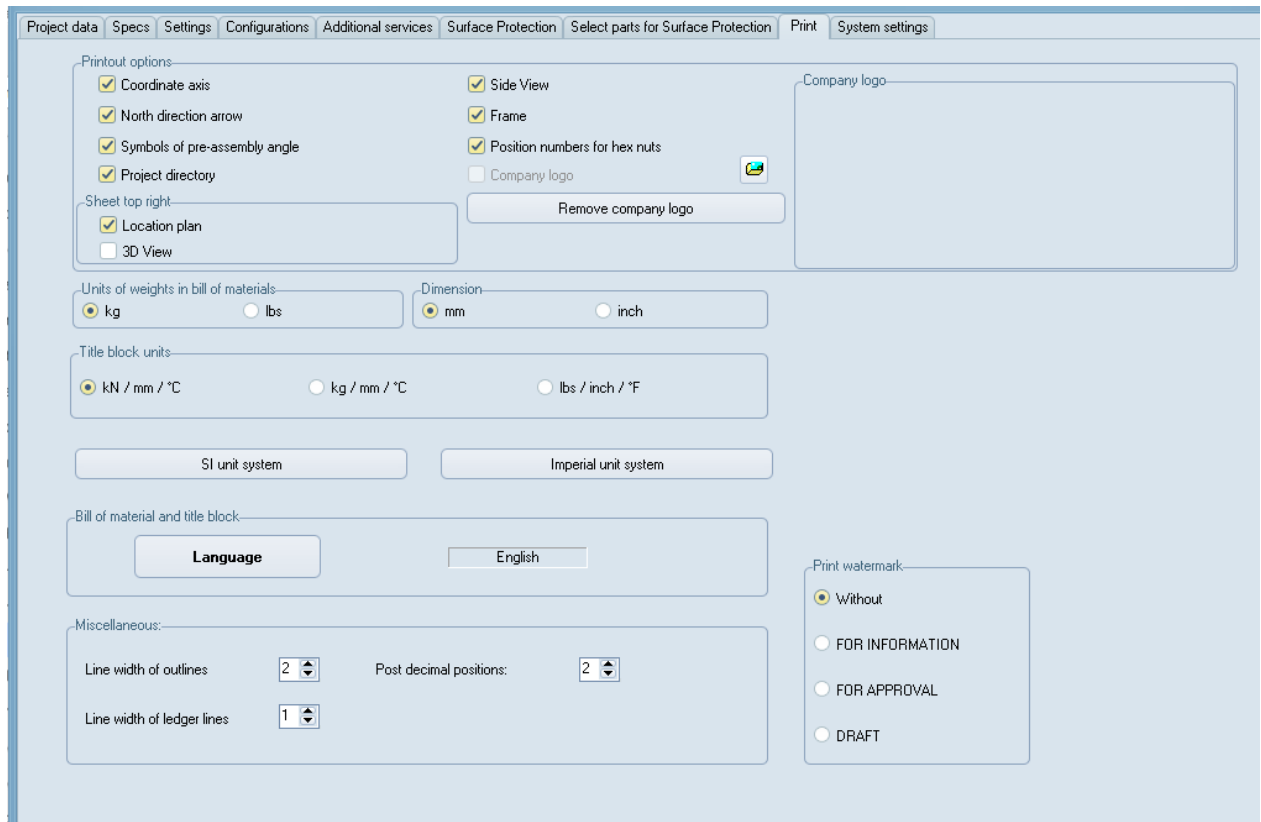 Project data Specs Settings Configurations Additional services Surface Protection Select parts for Surface Protection Print System settings
Printout options
Company logo
Coordinate axis Side View
North direction arrow Frame
Symbols of pre-assembly angle Position numbers for hex nuts
Project directory Company logo
Sheet top right
Remove company logo
Location plan
3D View
Units of weights in bill of materials Dimension
kg lbs mm inch
Title block units
kN / mm / °C kg / mm / °C lbs / inch / °F
SI unit system Imperial unit system
Bill of material and title block
Language English
Print watermark
Without
FOR INFORMATION
FOR APPROVAL
DRAFT
Miscellaneous:
Line width of outlines 2 Post decimal positions: 2
Line width of ledger lines 1